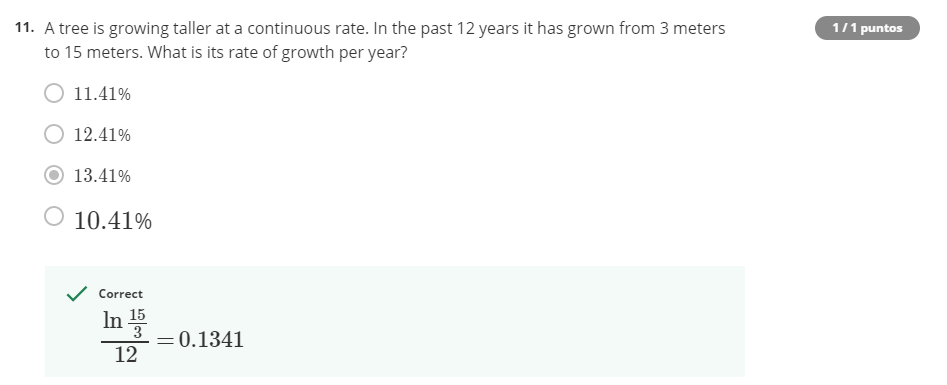 11. A tree is growing taller at a continuous rate. In the past 12 years it has grown from 3 meters
to 15 meters. What is its rate of growth per year?
1 / 1 puntos
11.41%
12.41%
13.41%
10.41%
Correct
ln 15/3
12
= 0.1341